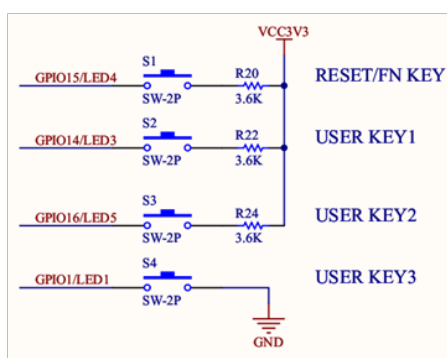 VCC3V3
S1
GPIO15/LED4
R20
RESET/FN KEY
SW-2P
3.6K
S2
GPIO14/LED3
R22
USER KEY1
SW-2P
3.6K
S3
GPIO16/LED5
R24
USER KEY2
SW-2P
3.6K
S4
GPIO1/LED1
USER KEY3
SW-2P
GND